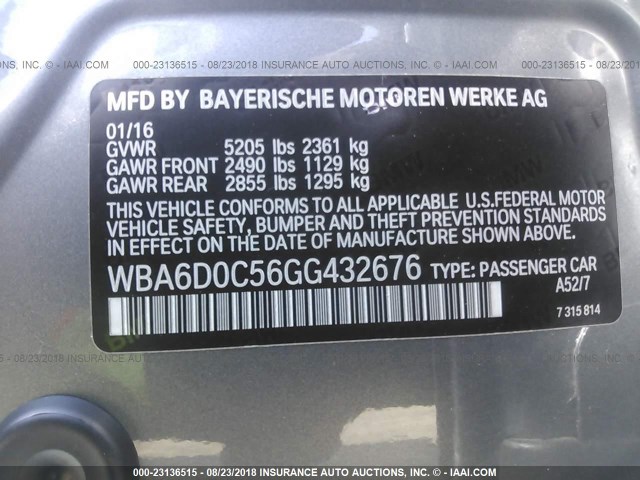 000-23136515 - 08/23/2018 INSURANCE AUTO AUCTIONS, INC. - IAAI.COM
MFD BY BAYERISCHE MOTOREN WERKE AG
01/16
GVWR 5205 lbs 2361 kg
GAWR FRONT 2490 lbs 1129 kg
GAWR REAR 2855 lbs 1295 kg
THIS VEHICLE CONFORMS TO ALL APPLICABLE U.S.FEDERAL MOTOR
VEHICLE SAFETY, BUMPER AND THEFT PREVENTION STANDARDS IN
EFFECT ON THE DATE OF MANUFACTURE SHOWN ABOVE.
WBA6D0C56GG432676 TYPE: PASSENGER CAR
A52/7
7 315 814
000-23136515 - 08/23/2018 INSURANCE AUTO AUCTIONS, INC. - IAAI.COM